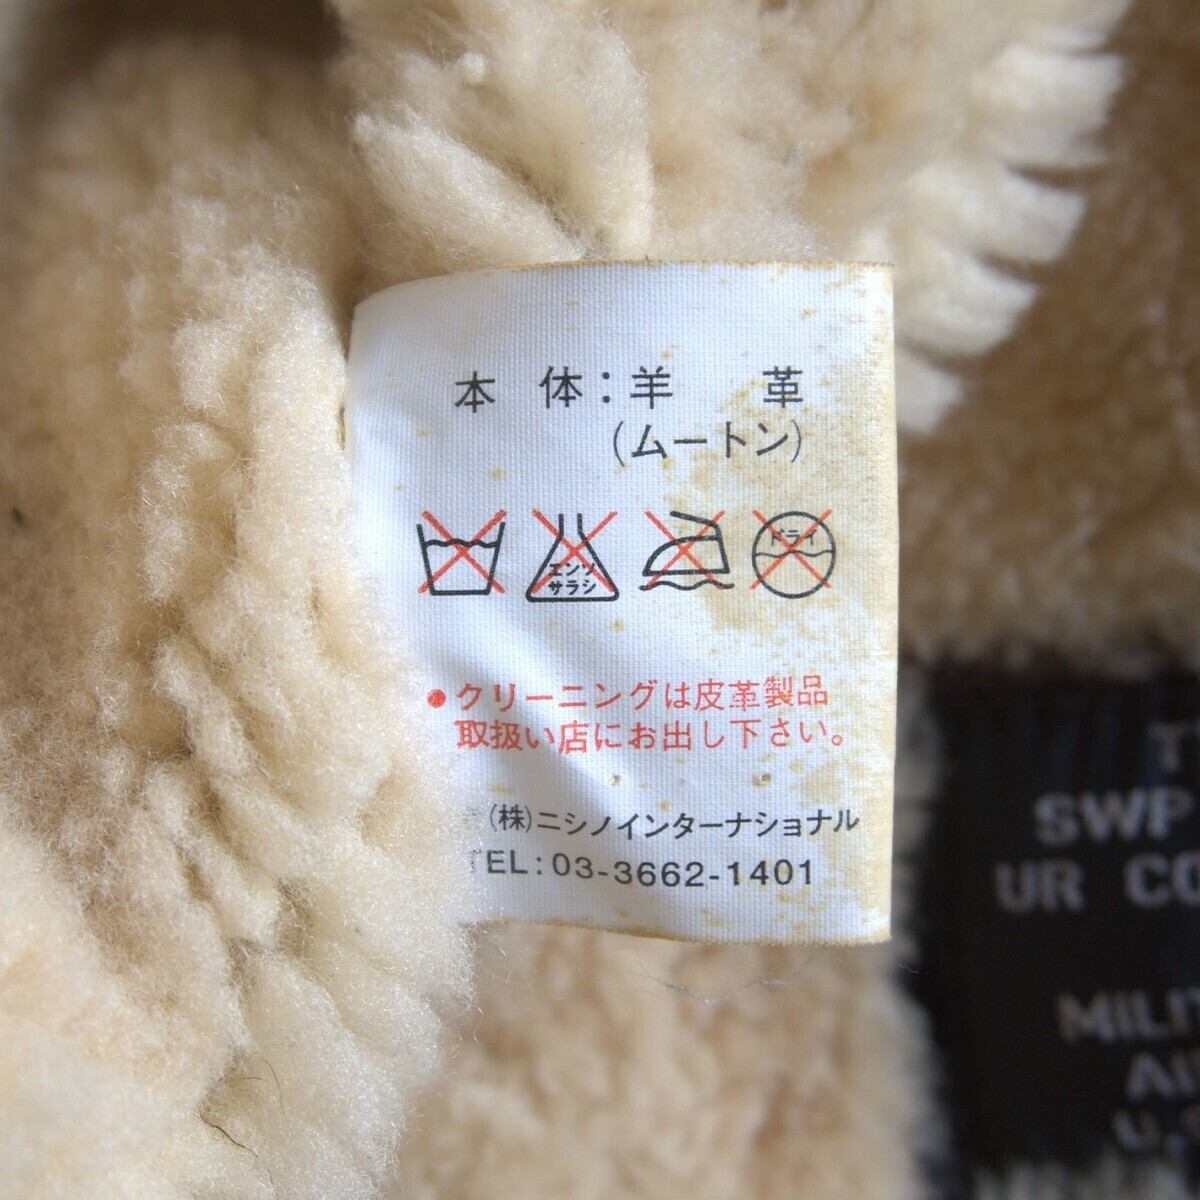 本 体：羊 革
(ムートン)
エンソ
サラシ
ドライ
●クリーニングは皮革製品
取扱い店にお出し下さい。
(株)ニシノインターナショナル
TEL：03-3662-1401
SWP
UR CO
MILIT
U.S